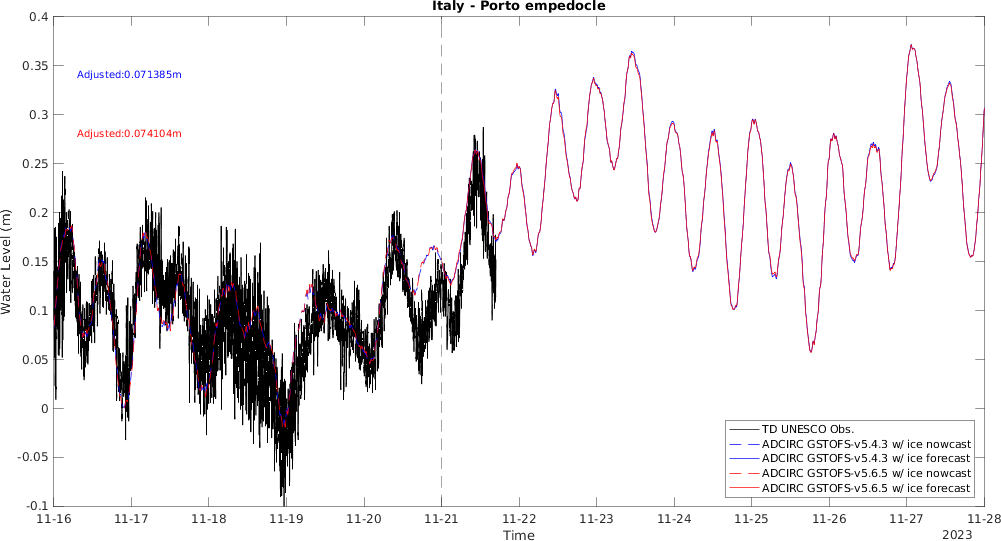 Italy - Porto empedocle
0.4
0.35
0.3
0.25
0.2
0.15
0.1
0.05
0
-0.05
-0.1
Water Level (m)
Adjusted:0.071385m
Adjusted:0.074104m
TD UNESCO Obs.
ADCIRC GSTOFS-v5.4.3 w/ ice nowcast
ADCIRC GSTOFS-v5.4.3 w/ ice forecast
ADCIRC GSTOFS-v5.6.5 w/ ice nowcast
ADCIRC GSTOFS-v5.6.5 w/ ice forecast
11-16 11-17 11-18 11-19 11-20 11-21 11-22 11-23 11-24 11-25 11-26 11-27 11-28
Time
2023